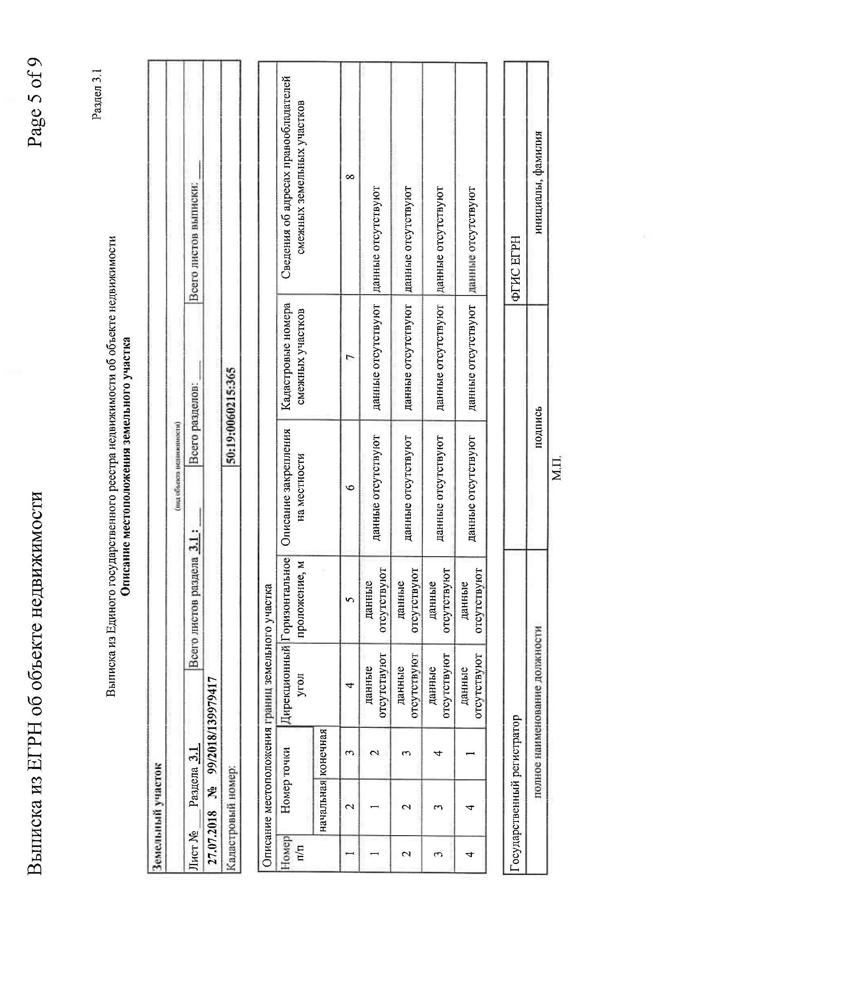 Выписка из ЕГРН об объекте недвижимости Page 5 of 9
Раздел 3.1
Выписка из Единого государственного реестра недвижимости об объекте недвижимости
Описание местоположения земельного участка
Земельный участок
(вид объекта недвижимости)
Лист № ___ Раздела 3.1 Всего листов раздела 3.1 : ___ Всего разделов: ___ Всего листов выписки: ___
27.07.2018 № 99/2018/139979417
Кадастровый номер: 50:19:0060215:365
Описание местоположения границ земельного участка
Номер п/п Номер точки Дирекционный угол Горизонтальное проложение, м Описание закрепления на местности Кадастровые номера смежных участков Сведения об адресах правообладателей смежных земельных участков
начальная конечная
1 2 3 4 5 6 7 8
1 1 2 данные отсутствуют данные отсутствуют данные отсутствуют данные отсутствуют данные отсутствуют
2 2 3 данные отсутствуют данные отсутствуют данные отсутствуют данные отсутствуют данные отсутствуют
3 3 4 данные отсутствуют данные отсутствуют данные отсутствуют данные отсутствуют данные отсутствуют
4 4 1 данные отсутствуют данные отсутствуют данные отсутствуют данные отсутствуют данные отсутствуют
Государственный регистратор ФГИС ЕГРН
полное наименование должности подпись инициалы, фамилия
М.П.